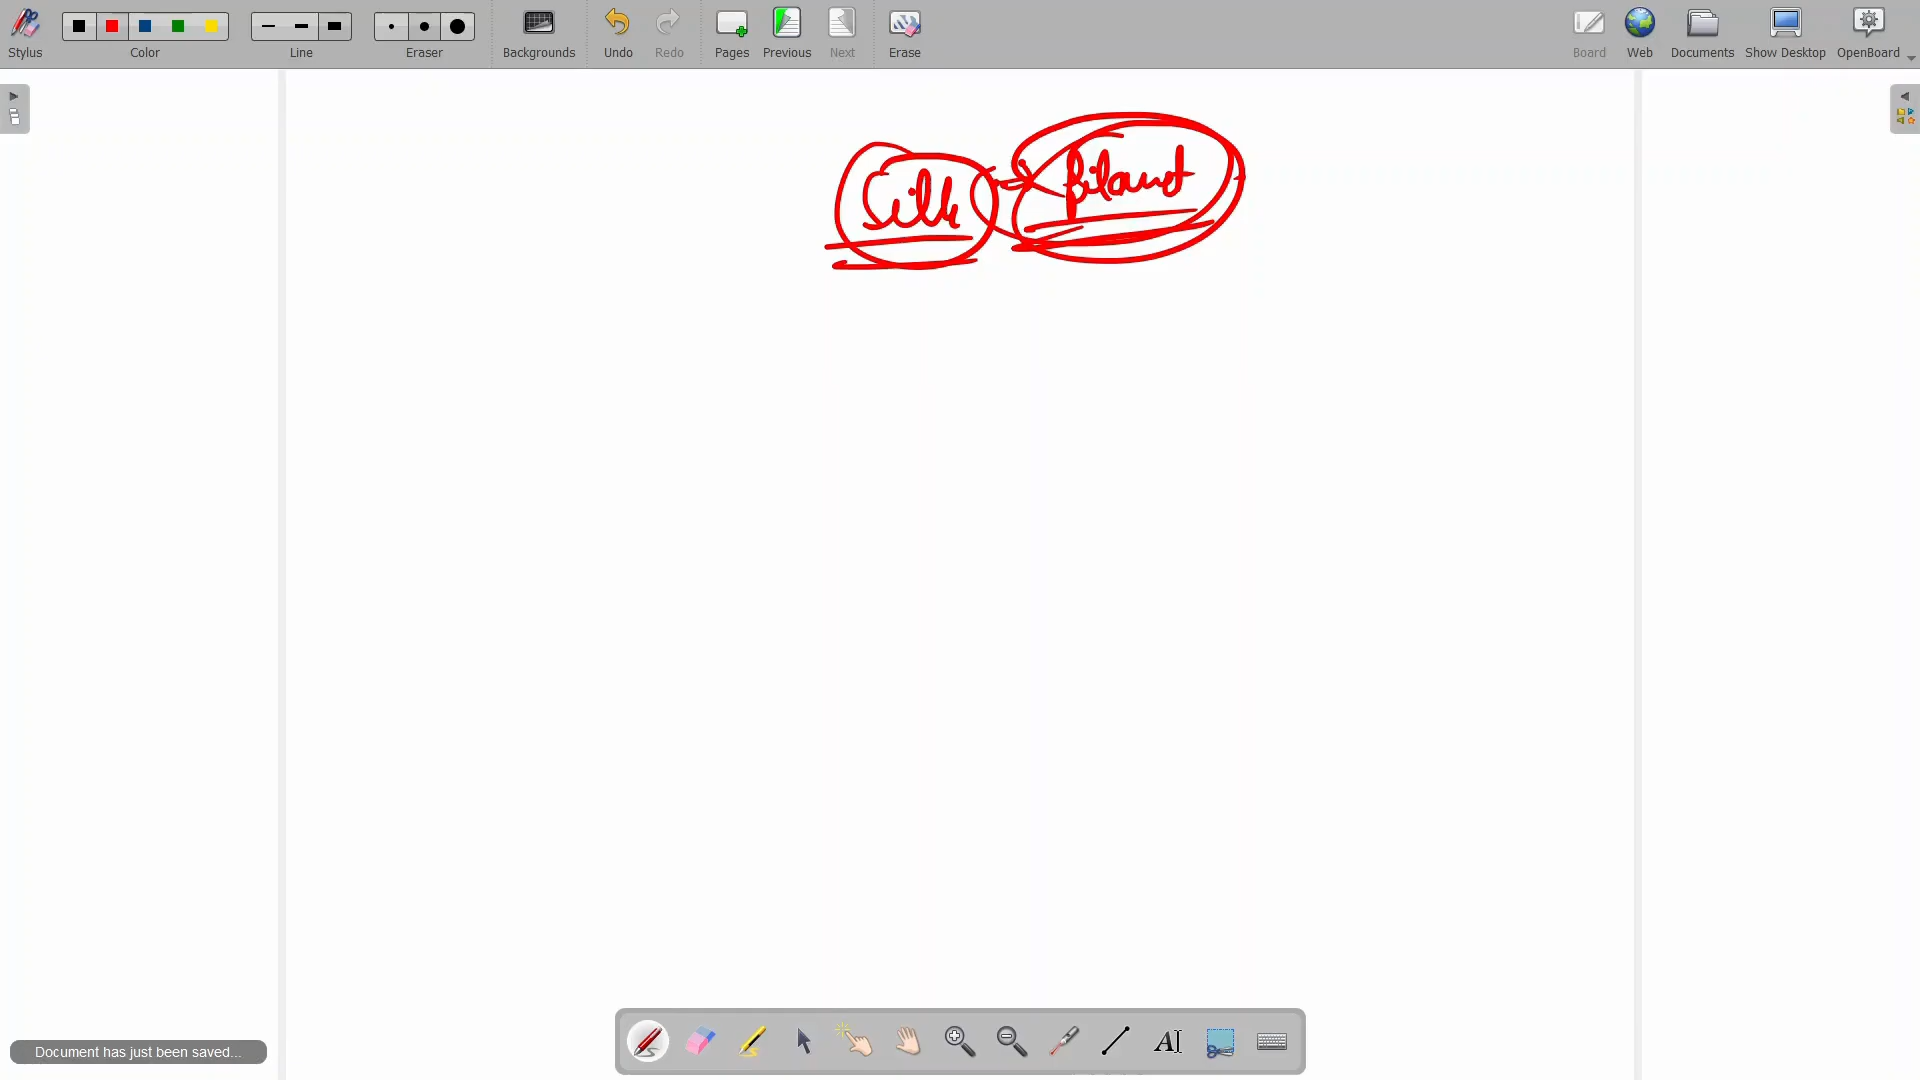 Stylus Color Line Eraser Backgrounds Undo Redo Pages Previous Next Erase Board Web Documents Show Desktop OpenBoard
Silk
Document has just been saved...